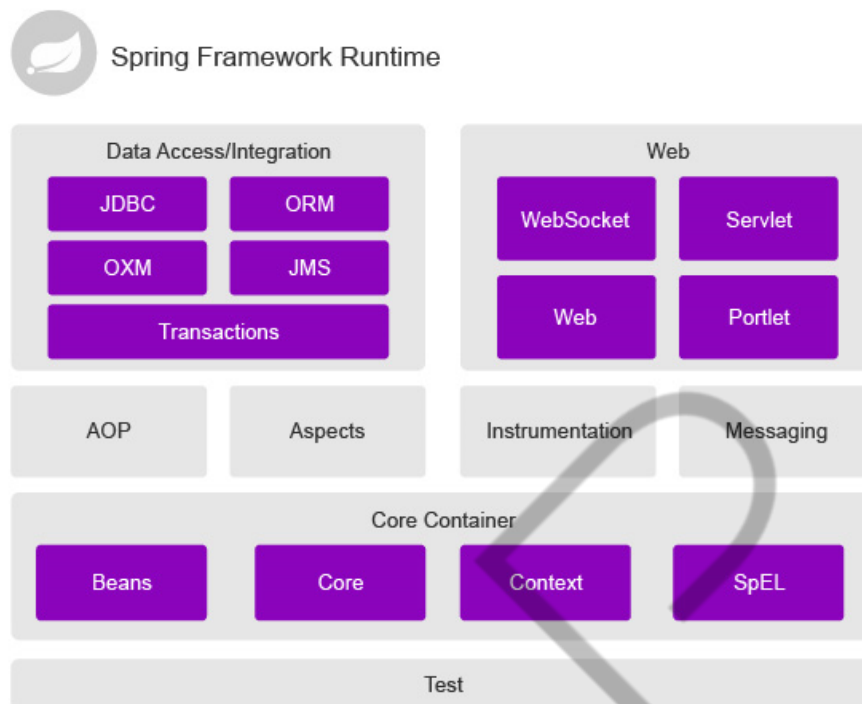 Spring Framework Runtime
Data Access/Integration
JDBC
ORM
OXM
JMS
Transactions
Web
WebSocket
Servlet
Web
Portlet
AOP
Aspects
Instrumentation
Messaging
Core Container
Beans
Core
Context
SpEL
Test